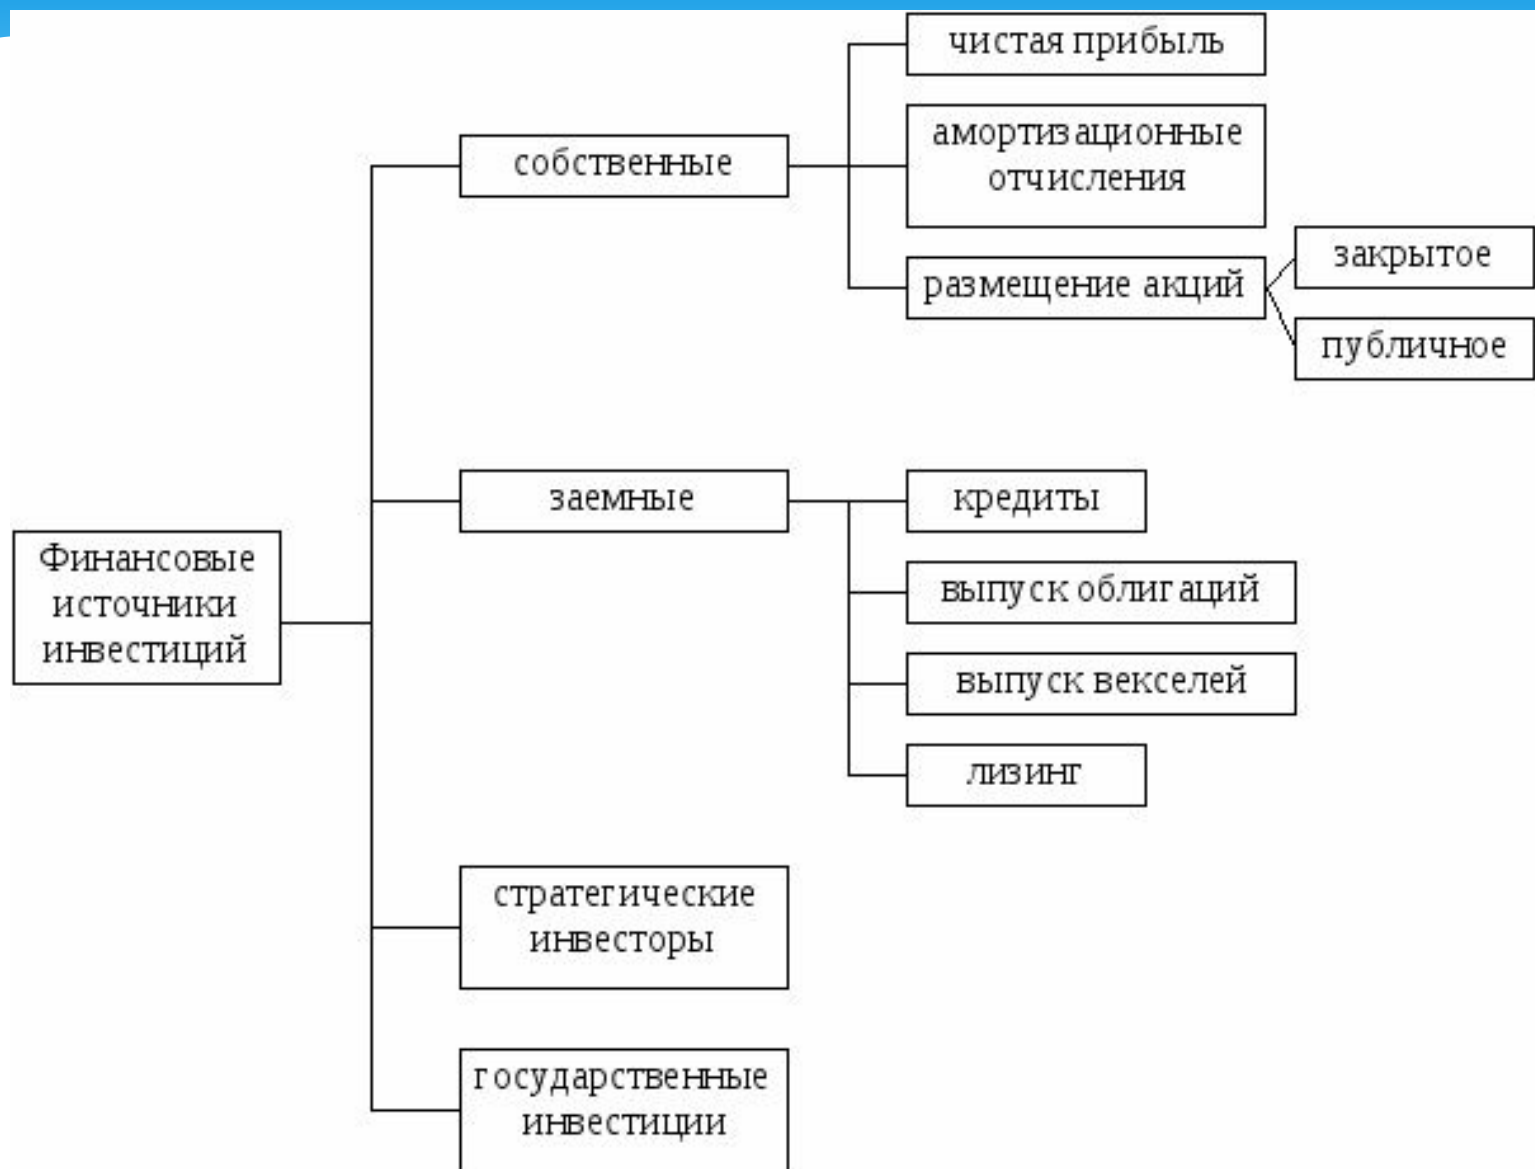 чистая прибыль
собственные
амортизационные
отчисления
размещение акций
закрытое
публичное
заемные
кредиты
выпуск облигаций
выпуск векселей
лизинг
Финансовые
источники
инвестиций
стратегические
инвесторы
государственные
инвестиции